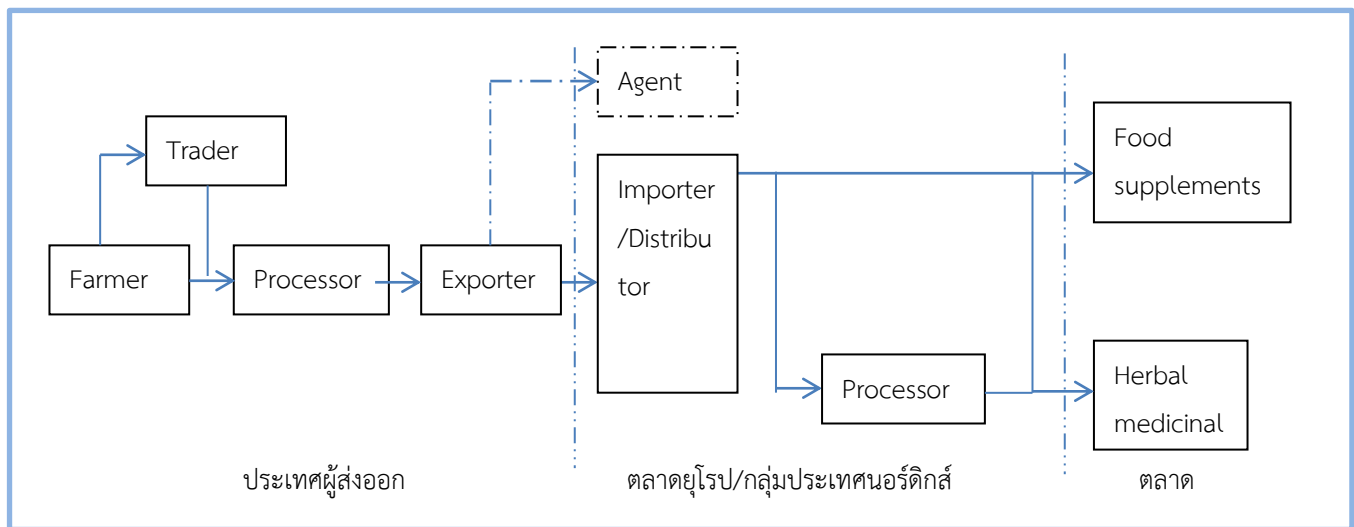 Agent
Trader
Food
supplements
Importer
/Distribu
tor
Farmer
Processor
Exporter
Processor
Herbal
medicinal
ประเทศผู้ส่งออก
ตลาดยุโรป/กลุ่มประเทศนอร์ดิกส์
ตลาด